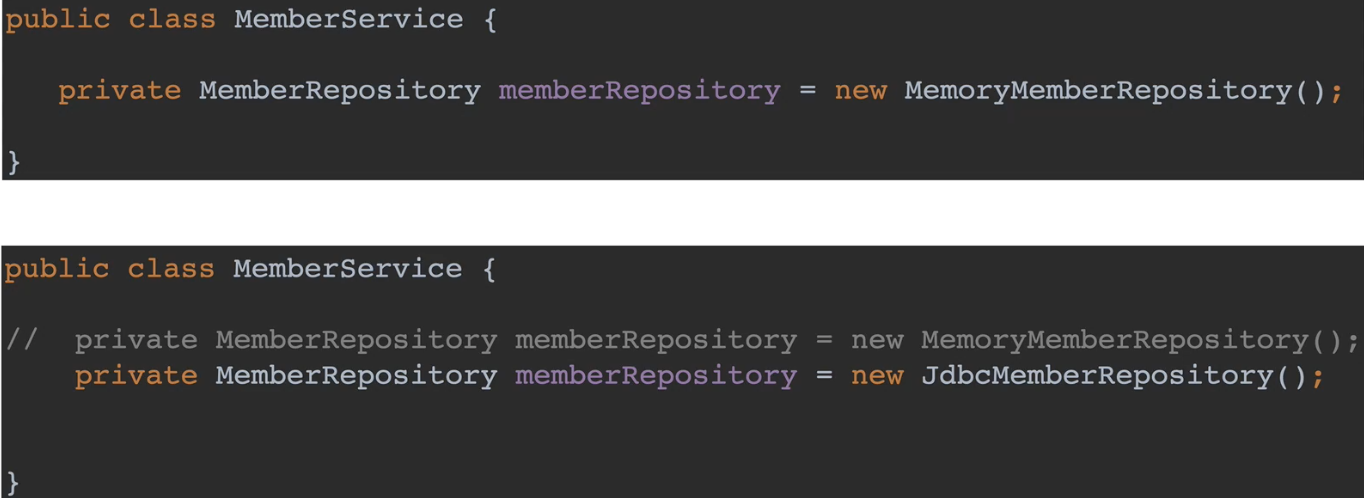 public class MemberService {
private MemberRepository memberRepository = new MemoryMemberRepository();
}
public class MemberService {
// private MemberRepository memberRepository = new MemoryMemberRepository();
private MemberRepository memberRepository = new JdbcMemberRepository();
}